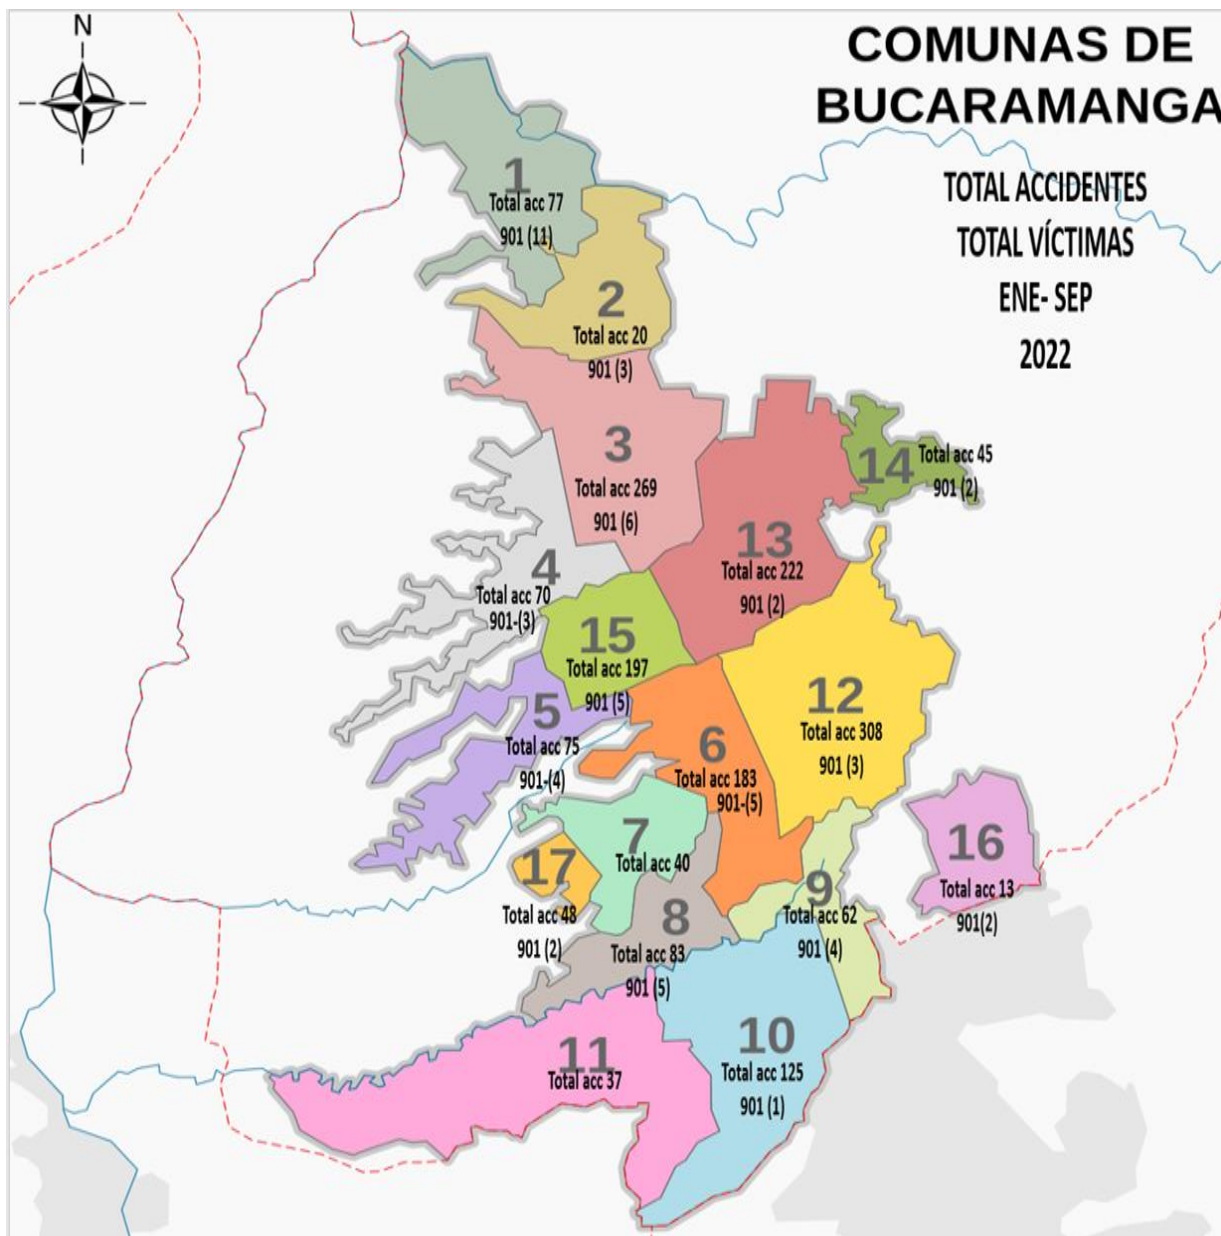 N
COMUNAS DE
BUCARAMANGA
TOTAL ACCIDENTES
TOTAL VÍCTIMAS
ENE- SEP
2022
1
Total acc 77
901 (11)
2
Total acc 20
901 (3)
3
Total acc 269
901 (6)
14
Total acc 45
901 (2)
13
Total acc 222
901 (2)
4
Total acc 70
901-(3)
15
Total acc 197
901 (5)
12
Total acc 308
901 (3)
5
Total acc 75
901-(4)
6
Total acc 183
901-(5)
7
Total acc 40
16
Total acc 13
901(2)
17
Total acc 48
901 (2)
8
Total acc 83
901 (5)
9
Total acc 62
901 (4)
10
Total acc 125
901 (1)
11
Total acc 37